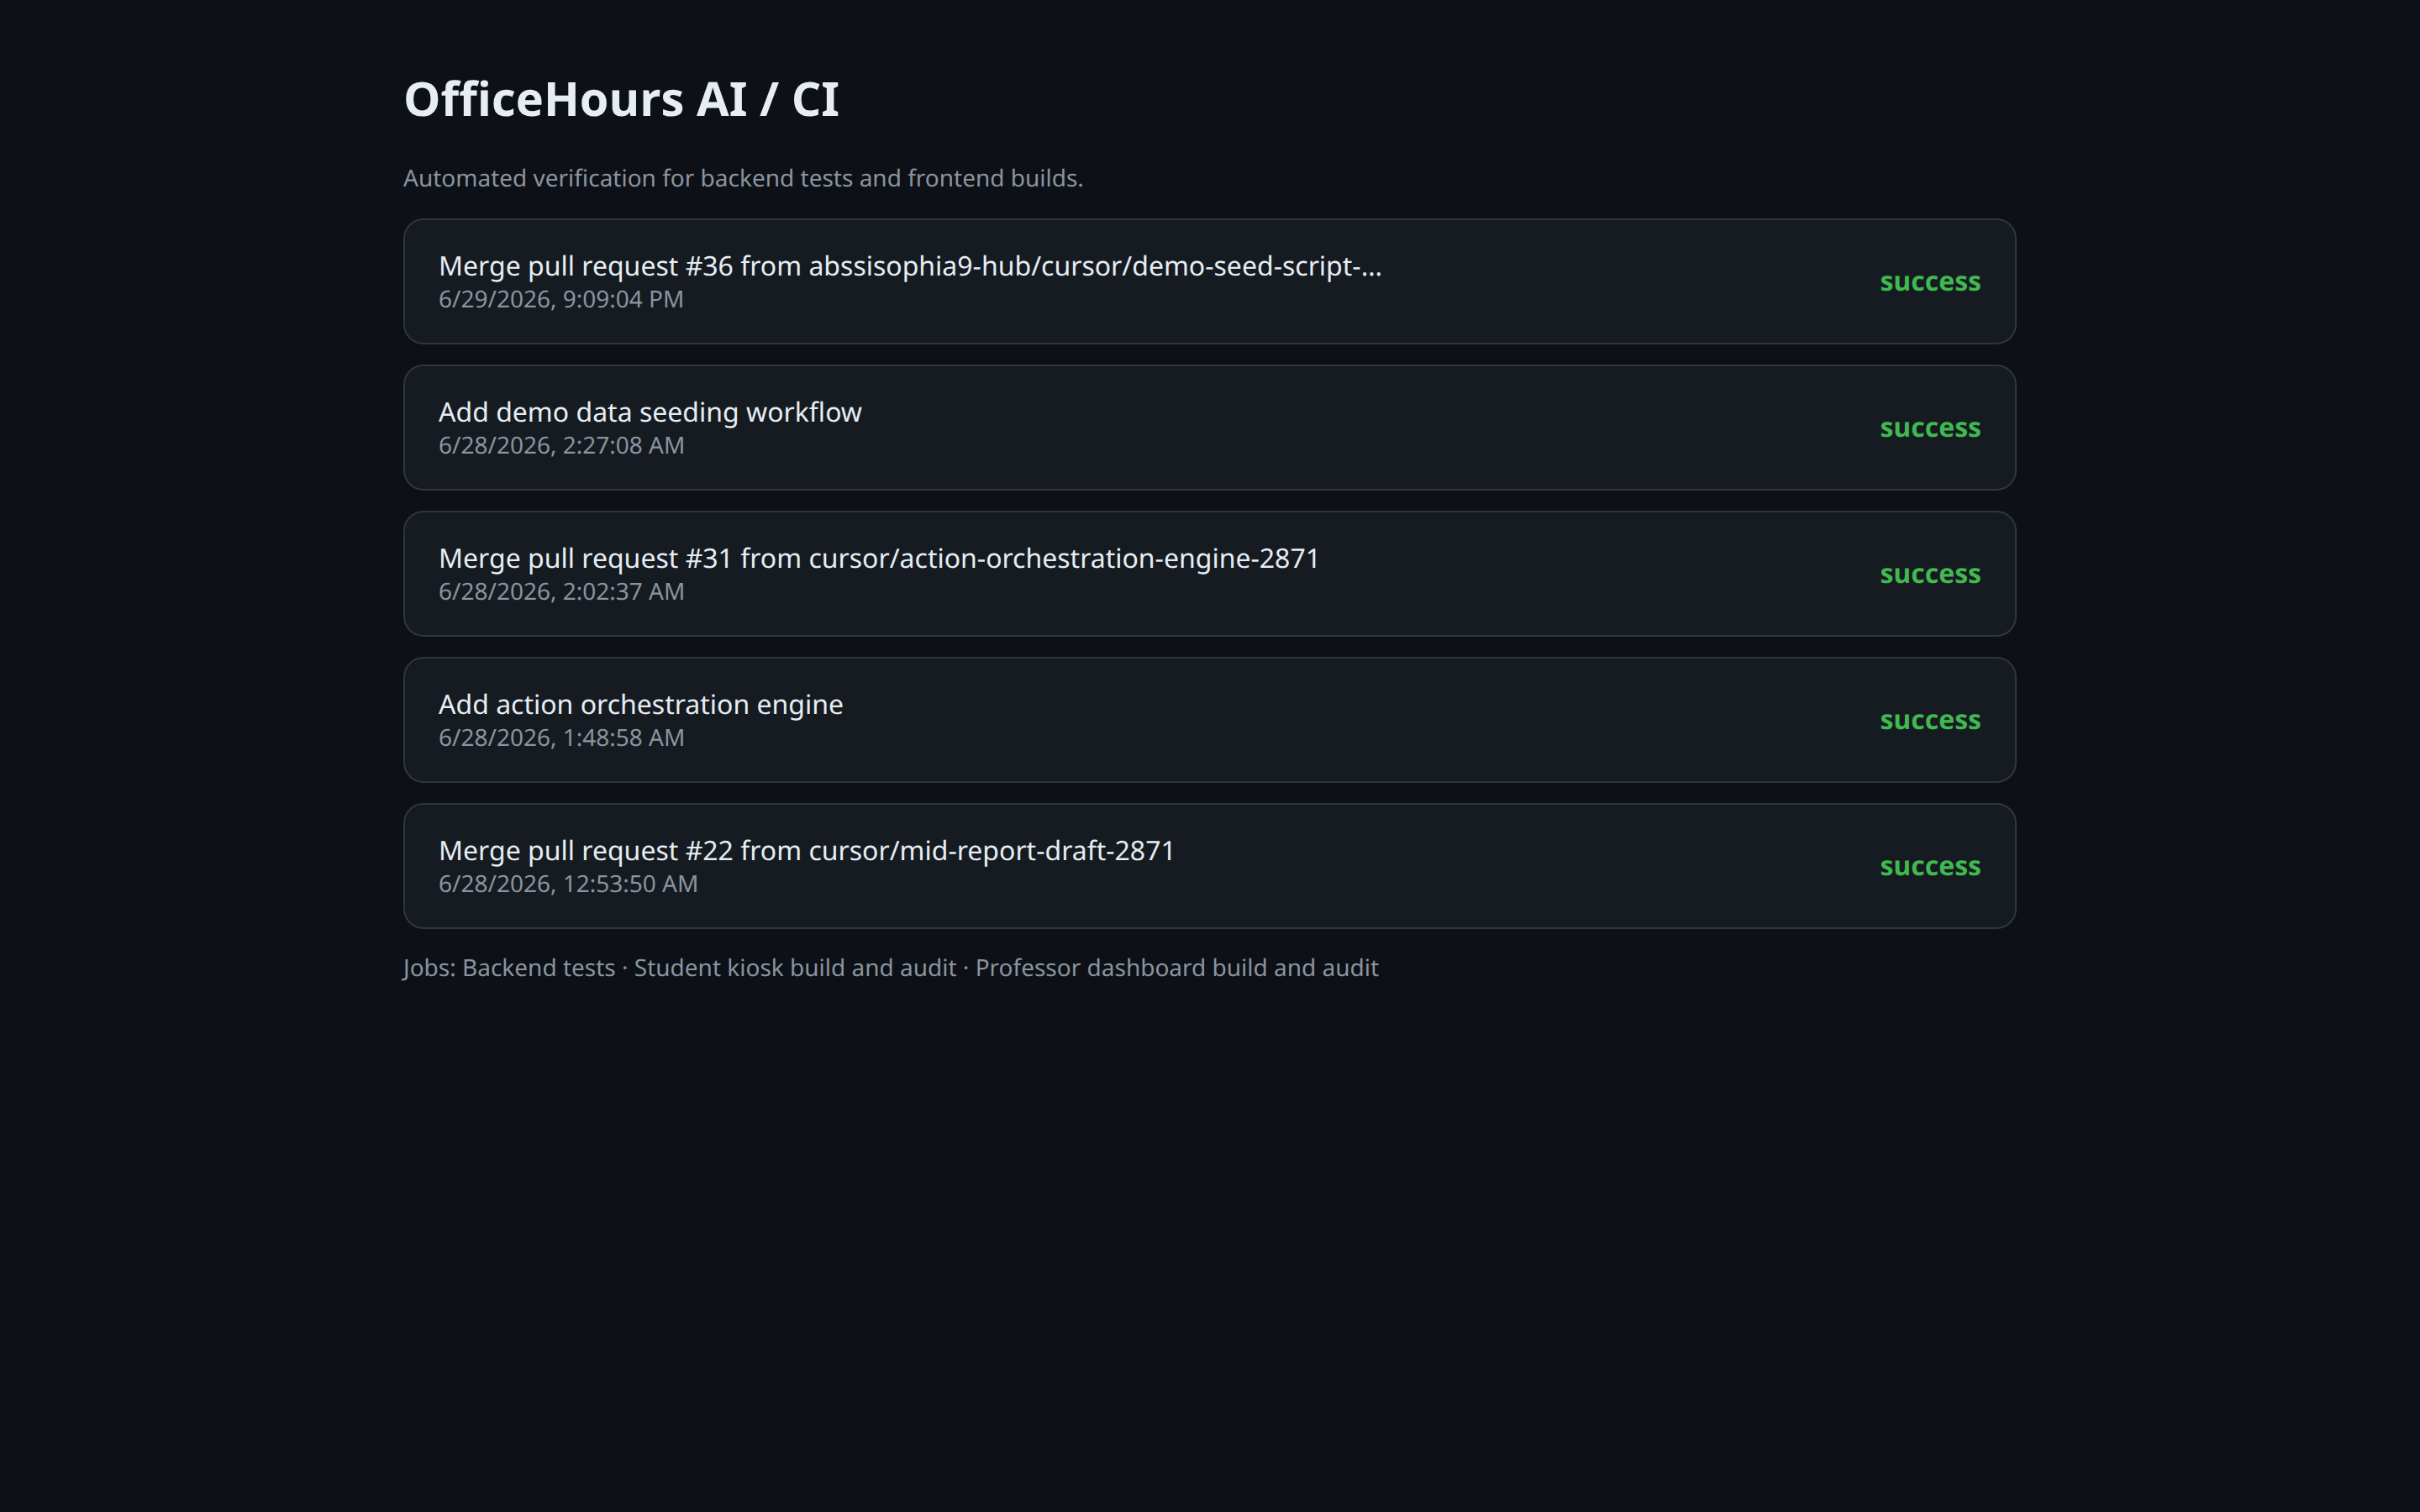 OfficeHours AI / CI
Automated verification for backend tests and frontend builds.
Merge pull request #36 from abssisophia9-hub/cursor/demo-seed-script-...
6/29/2026, 9:09:04 PM
success
Add demo data seeding workflow
6/28/2026, 2:27:08 AM
success
Merge pull request #31 from cursor/action-orchestration-engine-2871
6/28/2026, 2:02:37 AM
success
Add action orchestration engine
6/28/2026, 1:48:58 AM
success
Merge pull request #22 from cursor/mid-report-draft-2871
6/28/2026, 12:53:50 AM
success
Jobs: Backend tests · Student kiosk build and audit · Professor dashboard build and audit